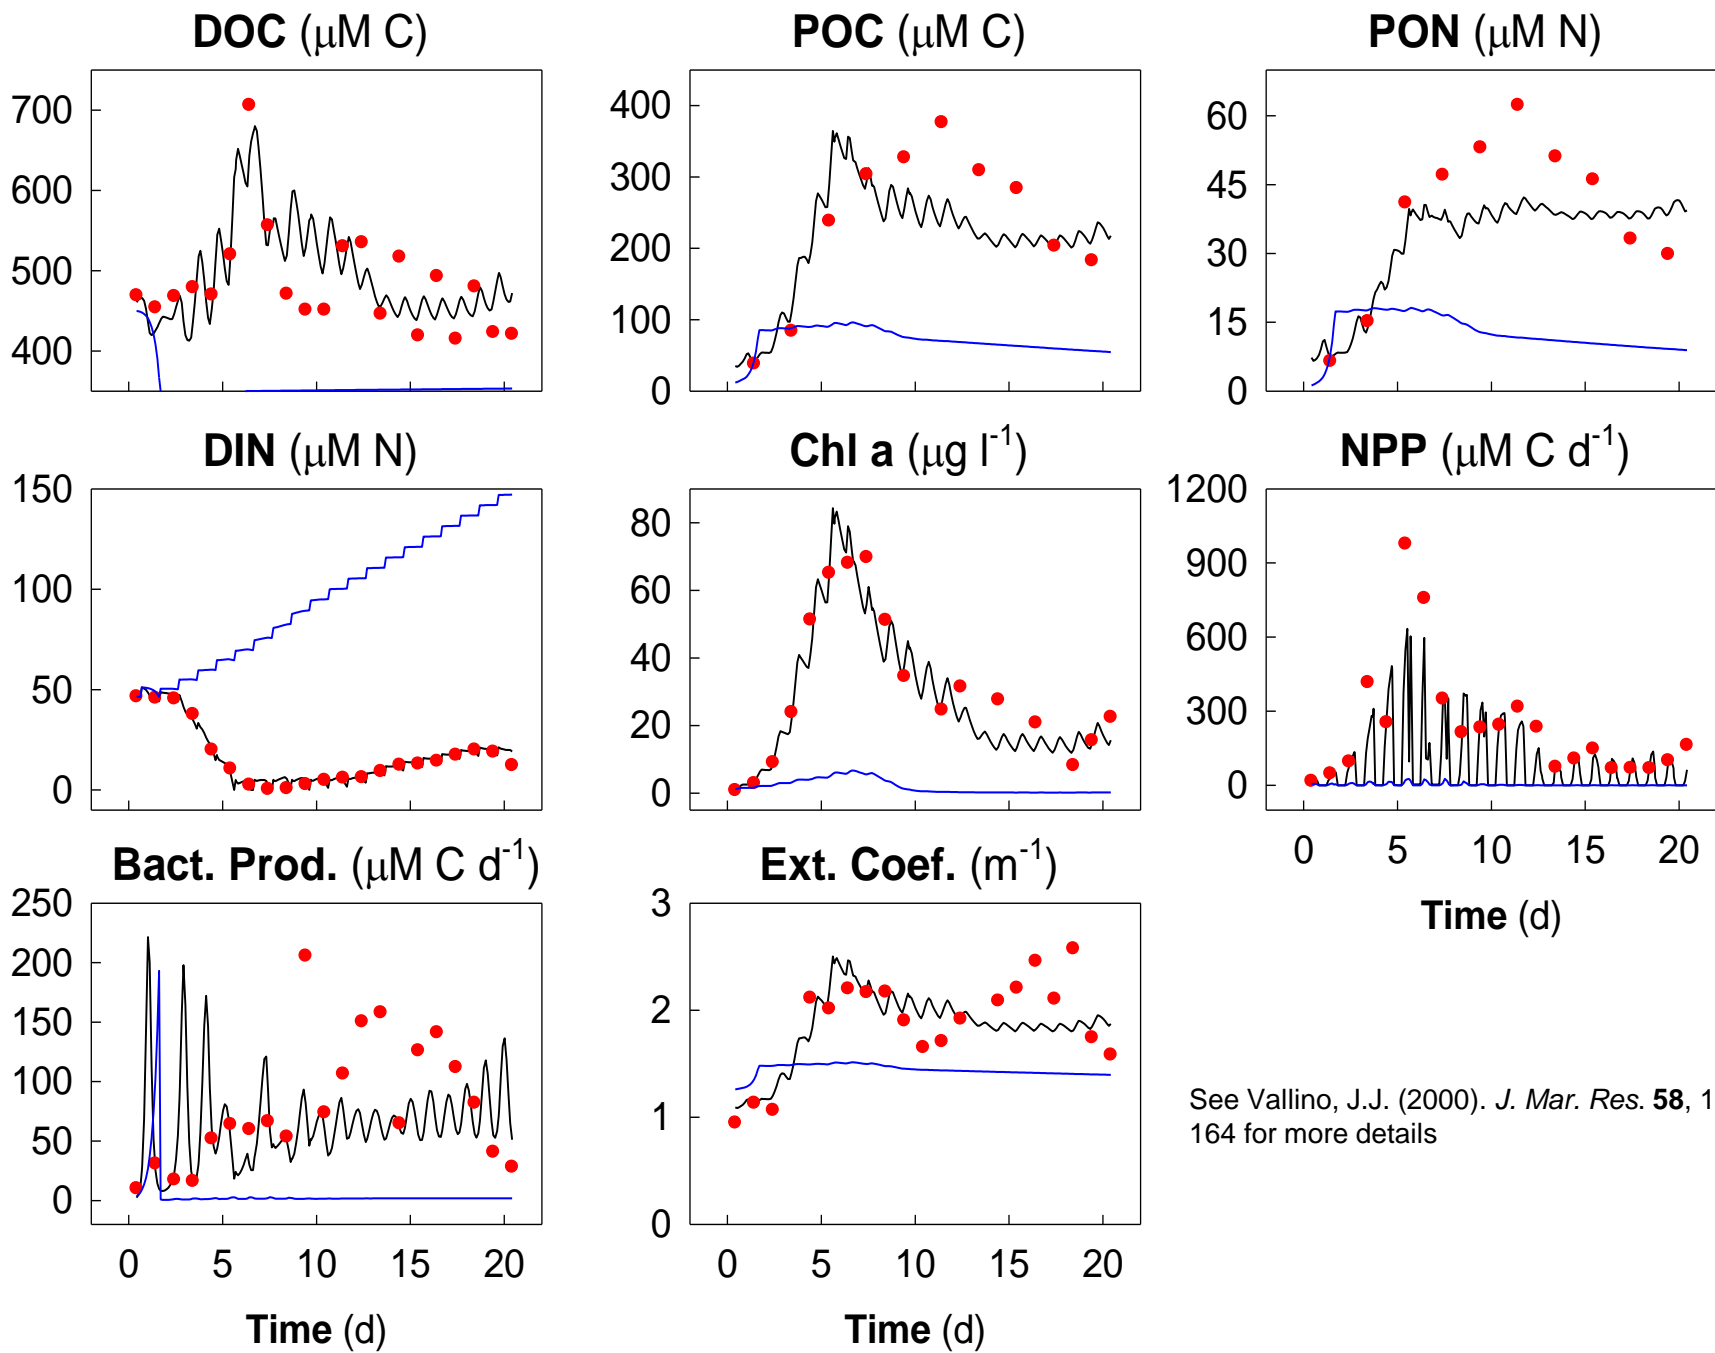 DOC (μM C)
POC (μM C)
PON (μM N)
700
600
500
400
400
300
200
100
0
60
45
30
15
0
DIN (μM N)
Chl a (μg l⁻¹)
NPP (μM C d⁻¹)
150
100
50
0
80
60
40
20
0
1200
900
600
300
0
0 5 10 15 20
Time (d)
Bact. Prod. (μM C d⁻¹)
Ext. Coef. (m⁻¹)
250
200
150
100
50
0
0 5 10 15 20
Time (d)
3
2
1
0
0 5 10 15 20
Time (d)
See Vallino, J.J. (2000). J. Mar. Res. 58, 1
164 for more details